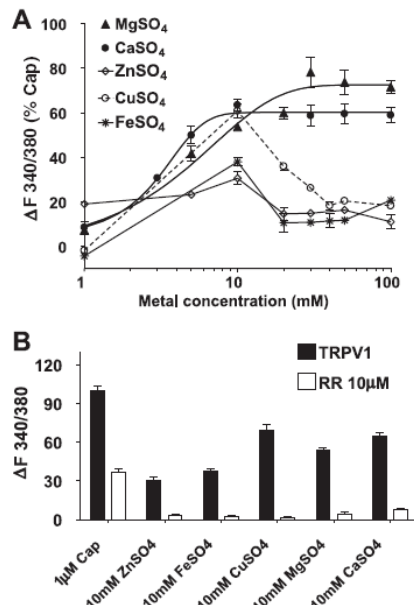 A
MgSO₄
CaSO₄
ZnSO₄
CuSO₄
FeSO₄
Δ F 340/380 (% Cap)
100
80
60
40
20
0
1
10
100
Metal concentration (mM)
B
TRPV1
RR 10µM
ΔF 340/380
120
90
60
30
0
1µM Cap
10mM ZnSO4
10mM FeSO4
10mM CuSO4
10mM MgSO4
10mM CaSO4